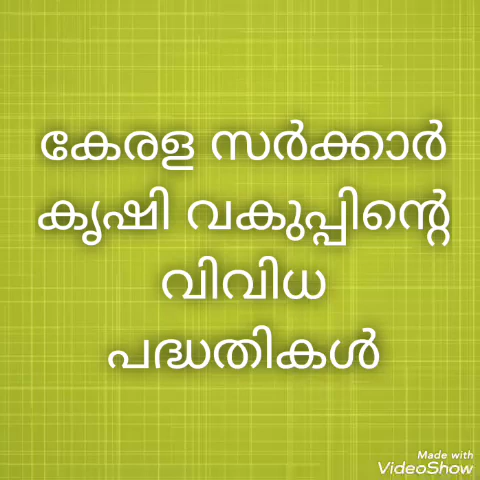 കേരള സർക്കാർ
കൃഷി വകുപ്പിന്റെ
വിവിധ
പദ്ധതികൾ
Made with
VideoShow